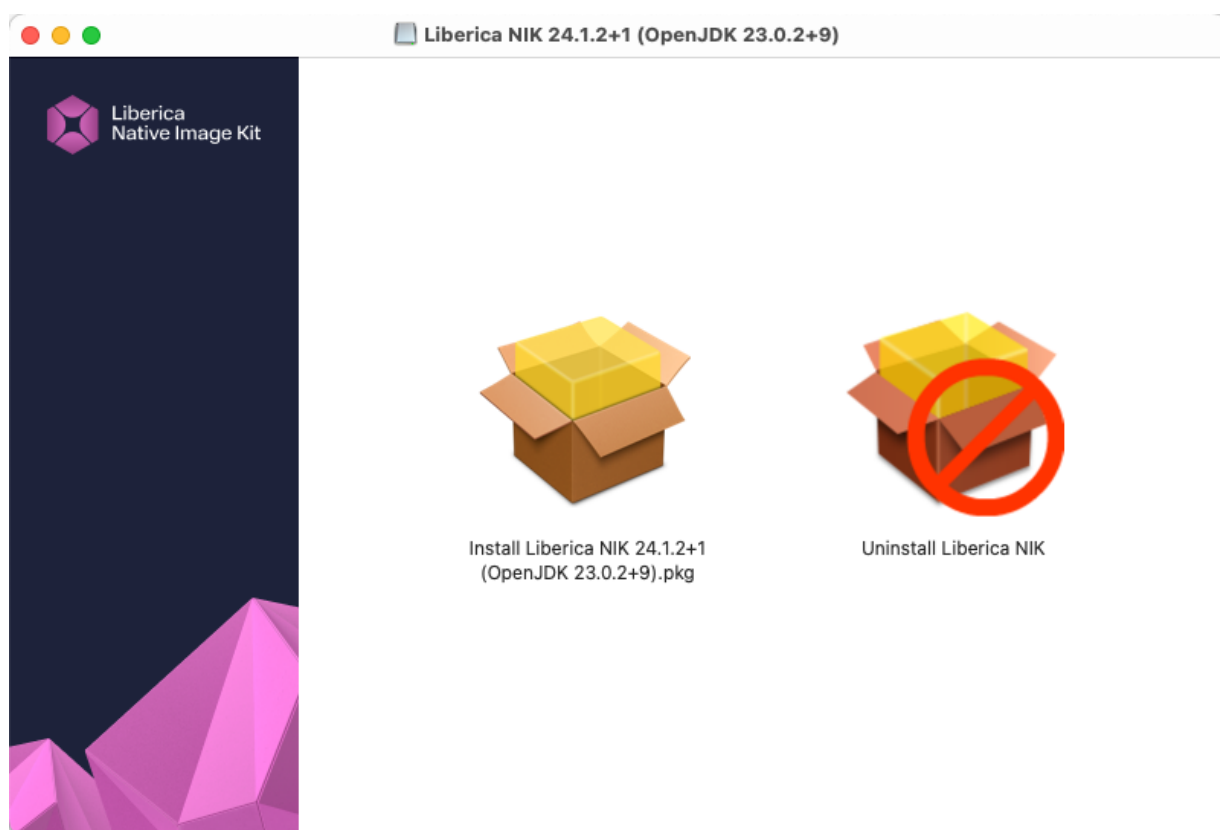 Liberica NIK 24.1.2+1 (OpenJDK 23.0.2+9)
Liberica
Native Image Kit
Install Liberica NIK 24.1.2+1
(OpenJDK 23.0.2+9).pkg
Uninstall Liberica NIK